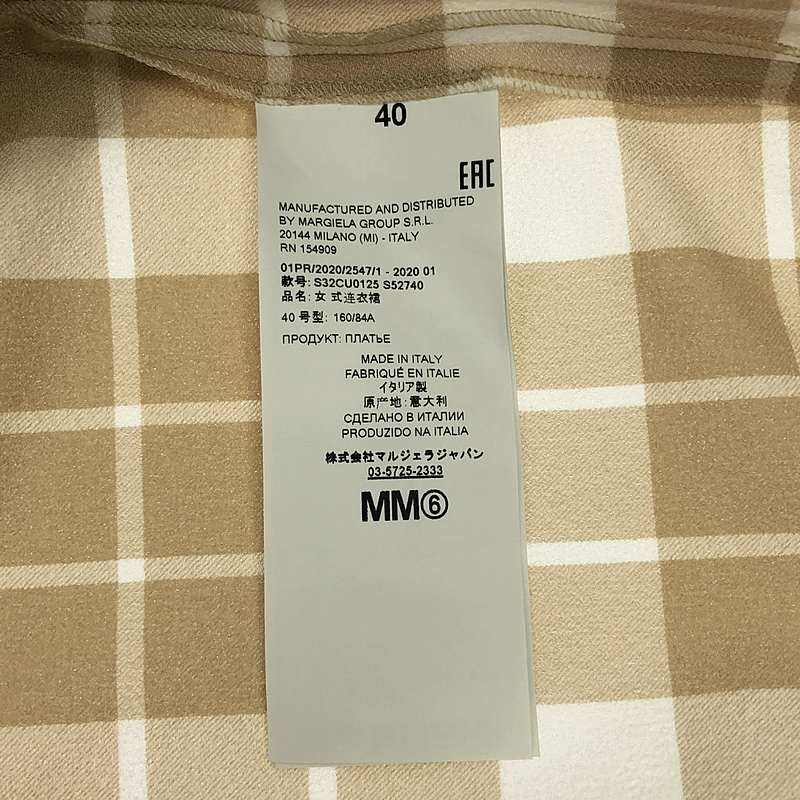 40
EAC
MANUFACTURED AND DISTRIBUTED
BY MARGIELA GROUP S.R.L.
20144 MILANO (MI) - ITALY
RN 154909
01PR/2020/2547/1 - 2020 01
款号: S32CU0125 S52740
品名: 女 式连衣裙
40 号型: 160/84A
ПРОДУКТ: ПЛАТЬЕ
MADE IN ITALY
FABRIQUÉ EN ITALIE
イタリア製
原产地: 意大利
СДЕЛАНО В ИТАЛИИ
PRODUZIDO NA ITALIA
株式会社マルジェラジャパン
03-5725-2333
MM⑥